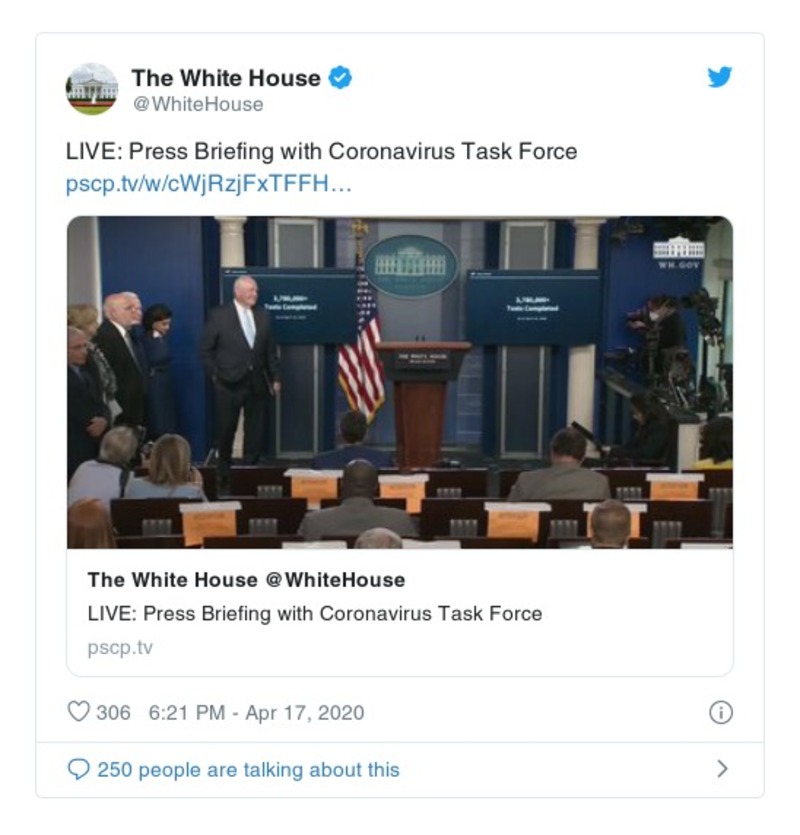 The White House
@WhiteHouse
LIVE: Press Briefing with Coronavirus Task Force
pscp.tv/w/cWjRzjFxTFFH…
WH.GOV
3,780,000+
Tests Completed
3,780,000+
Tests Completed
THE WHITE HOUSE
The White House @WhiteHouse
LIVE: Press Briefing with Coronavirus Task Force
pscp.tv
306 6:21 PM - Apr 17, 2020
250 people are talking about this